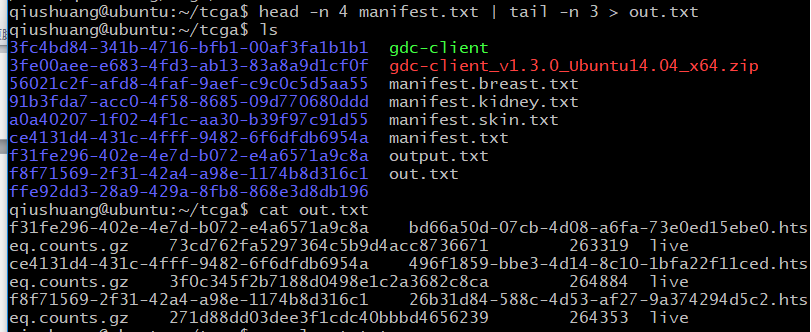 qiushuang@ubuntu:~/tcga$ head -n 4 manifest.txt | tail -n 3 > out.txt
qiushuang@ubuntu:~/tcga$ ls
3fc4bd84-341b-4716-bfb1-00af3fa1b1b1  gdc-client
3fe00aee-e683-4fd3-ab13-83a8a9d1cf0f  gdc-client_v1.3.0_Ubuntu14.04_x64.zip
56021c2f-afd8-4faf-9aef-c9c0c5d5aa55  manifest.breast.txt
91b3fda7-acc0-4f58-8685-09d770680ddd  manifest.kidney.txt
a0a40207-1f02-4f1c-aa30-b39f97c91d55  manifest.skin.txt
ce4131d4-431c-4fff-9482-6f6dfdb6954a  manifest.txt
f31fe296-402e-4e7d-b072-e4a6571a9c8a  output.txt
f8f71569-2f31-42a4-a98e-1174b8d316c1  out.txt
ffe92dd3-28a9-429a-8fb8-868e3d8db196
qiushuang@ubuntu:~/tcga$ cat out.txt
f31fe296-402e-4e7d-b072-e4a6571a9c8a    bd66a50d-07cb-4d08-a6fa-73e0ed15ebe0.hts
eq.counts.gz    73cd762fa5297364c5b9d4acc8736671        263319  live
ce4131d4-431c-4fff-9482-6f6dfdb6954a    496f1859-bbe3-4d14-8c10-1bfa22f11ced.hts
eq.counts.gz    3f0c345f2b7188d0498e1c2a3682c8ca        264884  live
f8f71569-2f31-42a4-a98e-1174b8d316c1    26b31d84-588c-4d53-af27-9a374294d5c2.hts
eq.counts.gz    271d88dd03dee3f1cdc40bbbd4656239        264353  live